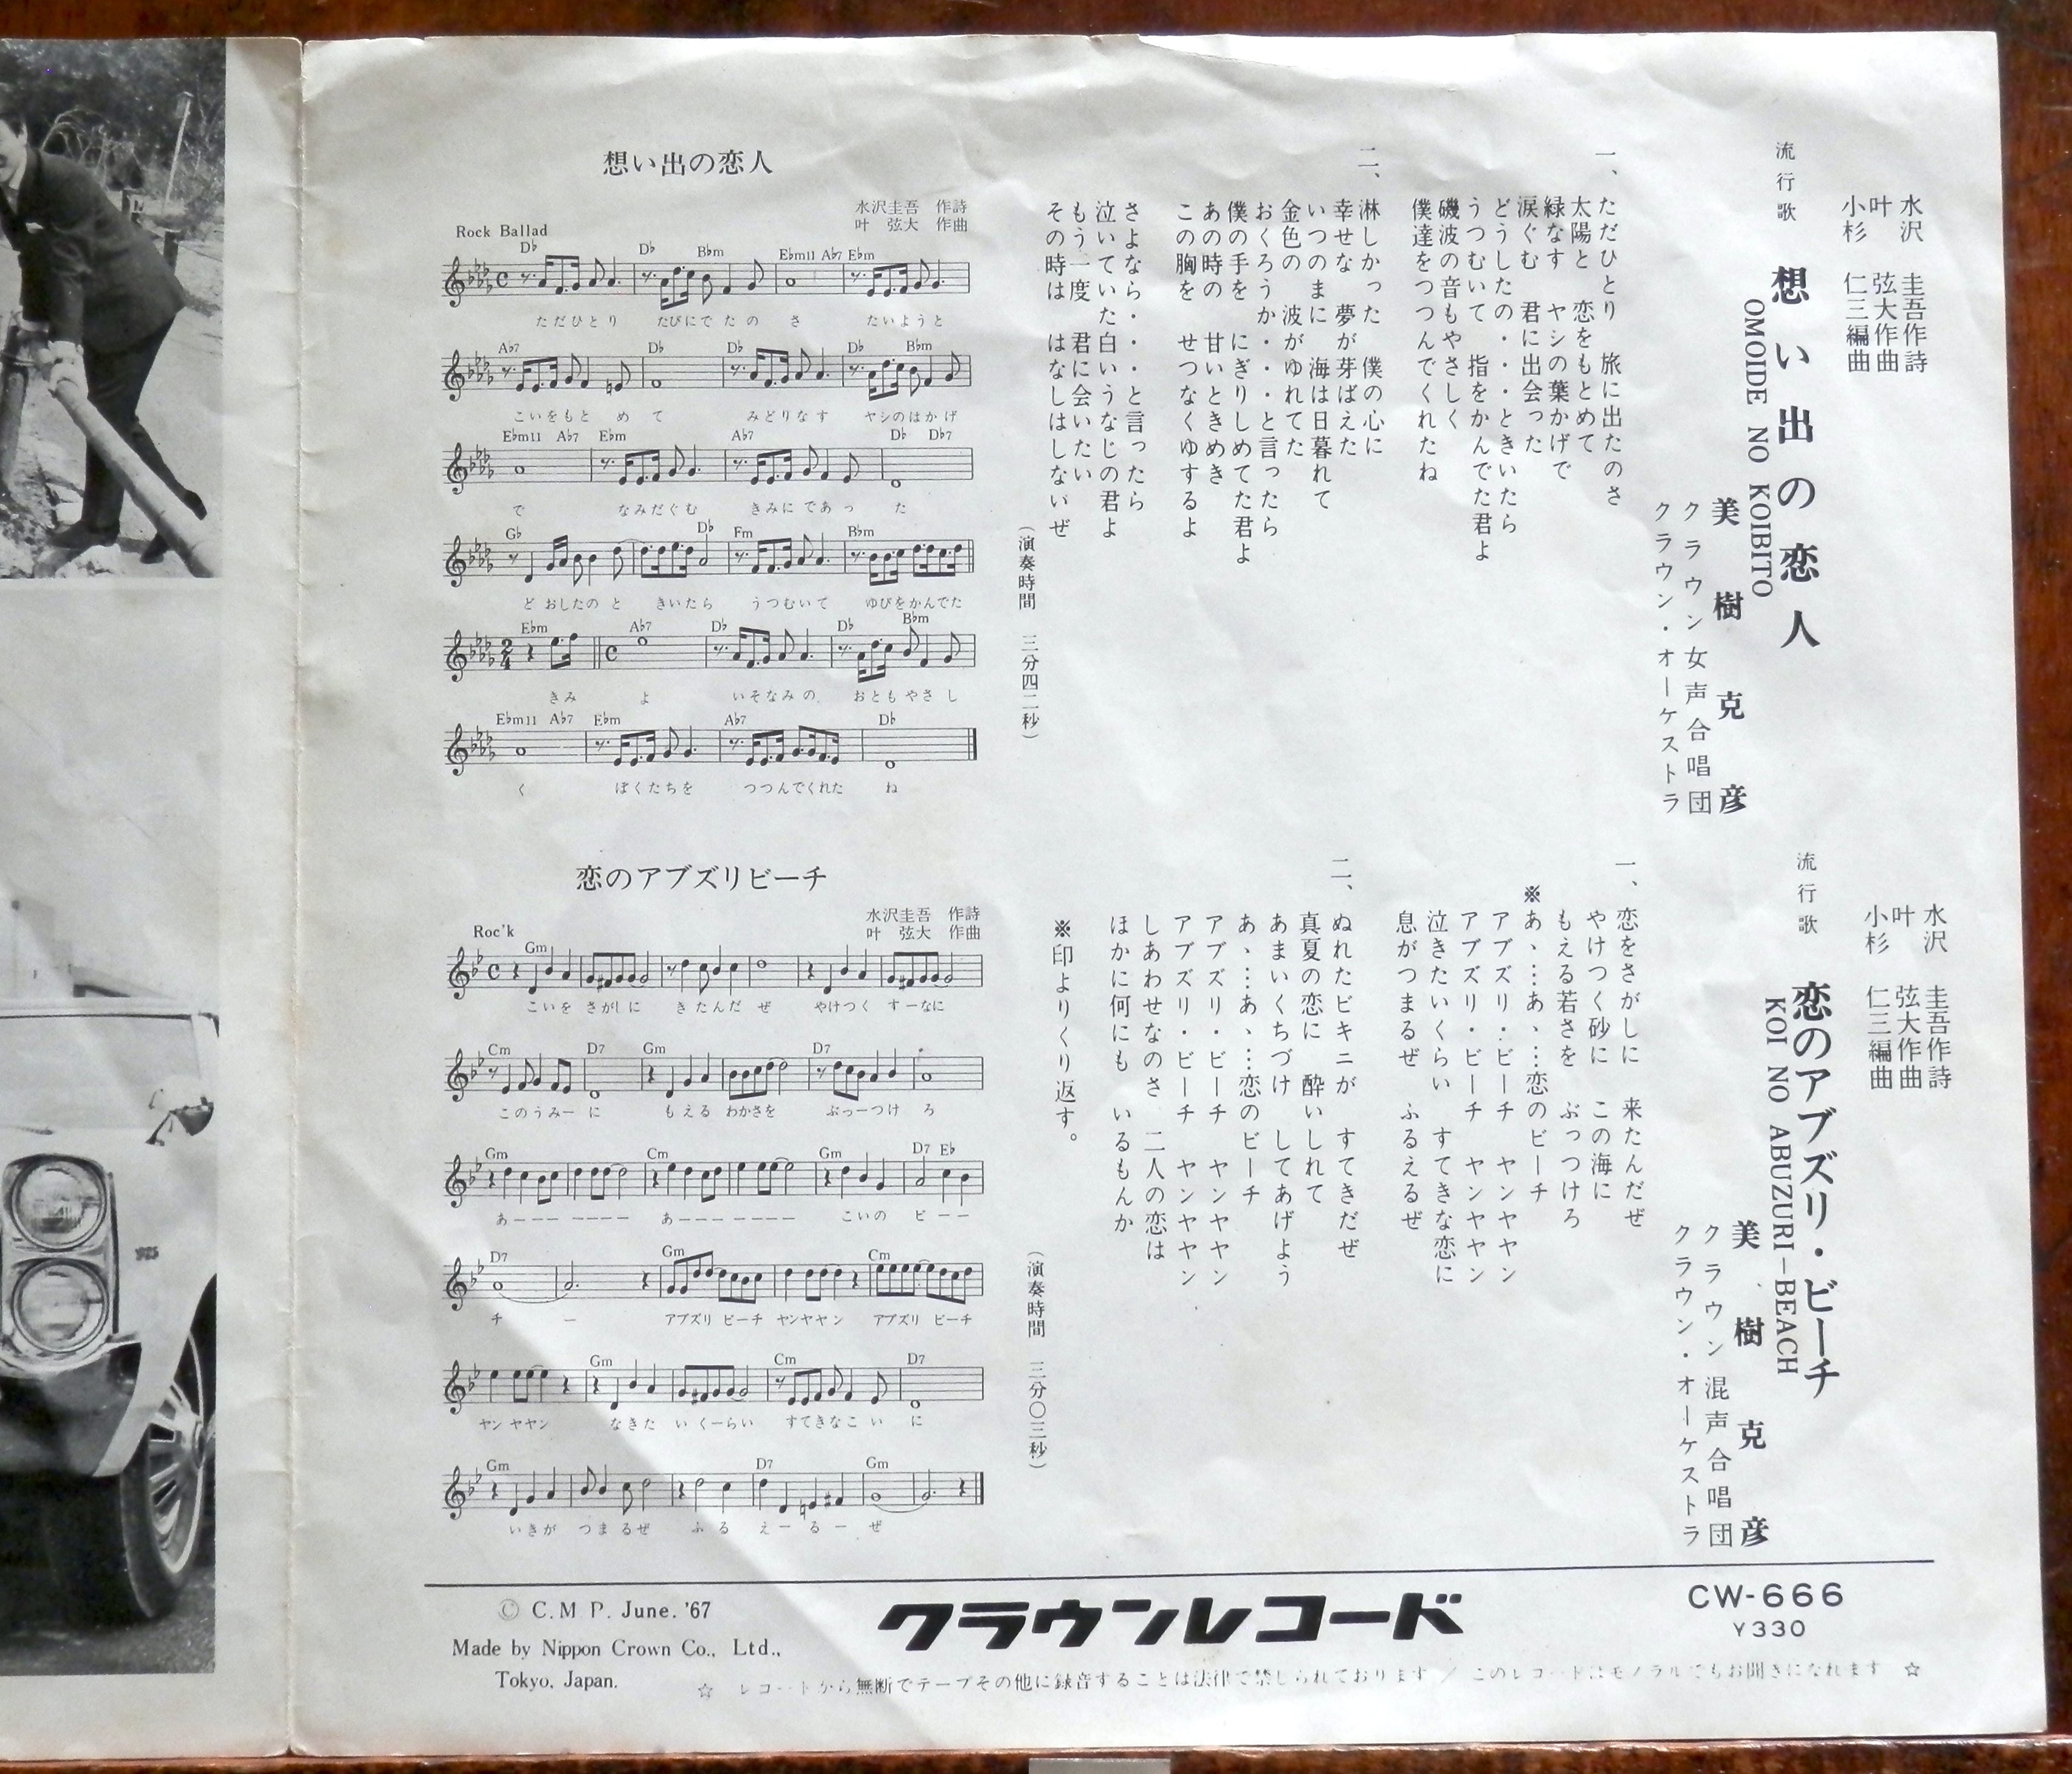 水沢 圭吾作詩
叶 弦大作曲
小杉 仁三編曲
流行歌
想い出の恋人
OMOIDE NO KOIBITO
美樹克彦
クラウン女声合唱団
クラウン・オーケストラ
一、
ただひとり 旅に出たのさ
太陽と 恋をもとめて
緑なす ヤシの葉かげで
涙ぐむ 君に出会った
どうしたの・・・ときいたら
うつむいて 指をかんでた君よ
磯波の音もやさしく
僕達をつつんでくれたね
二、
淋しかった 僕の心に
幸せな 夢が芽ばえた
いつのまに 海は日暮れて
金色の 波がゆれてた
おくろうか・・・と言ったら
僕の手を にぎりしめてた君よ
あの時の 甘いときめき
この胸を せつなくゆするよ
さよなら・・・と言ったら
泣いていた白いうなじの君よ
もう一度 君に会いたい
その時は はなしはしないぜ
(演奏時間 三分四二秒)
想い出の恋人
水沢圭吾 作詩
叶 弦大 作曲
Rock Ballad
D♭ D♭ B♭m E♭m11 A♭7 E♭m
ただひとり たびにでたの さ たいようと
A♭7 D♭ D♭ D♭ B♭m
こいをもと め て みどりなす ヤシのはかげ
E♭m11 A♭7 E♭m A♭7 D♭ D♭7
で なみだぐむ きみにであっ た
G♭ D♭ Fm B♭m
ど おしたの と きいたら うつむいて ゆびをかんでた
E♭m A♭7 D♭ D♭ B♭m
きみ よ いそなみの おともやさし
E♭m11 A♭7 E♭m A♭7 D♭
く ぼくたちを つつんでくれた ね
水沢 圭吾作詩
叶 弦大作曲
小杉 仁三編曲
流行歌
恋のアブズリ・ビーチ
KOI NO ABUZURI-BEACH
美樹克彦
クラウン混声合唱団
クラウン・オーケストラ
一、
恋をさがしに 来たんだぜ
やけつく砂に この海に
もえる若さを ぶっつけろ
※あゝ…あゝ…恋のビーチ
アブズリ・ビーチ ヤンヤヤン
アブズリ・ビーチ ヤンヤヤン
泣きたいくらい すてきな恋に
息がつまるぜ ふるえるぜ
二、
ぬれたビキニが すてきだぜ
真夏の恋に 酔いしれて
あまいくちづけ してあげよう
あゝ…あゝ…恋のビーチ
アブズリ・ビーチ ヤンヤヤン
アブズリ・ビーチ ヤンヤヤン
しあわせなのさ 二人の恋は
ほかに何にも いるもんか
※印よりくり返す。
(演奏時間 三分〇三秒)
恋のアブズリビーチ
水沢圭吾 作詩
叶 弦大 作曲
Roc'k
Gm
こいを さがしに きたんだ ぜ やけつく すーなに
Cm D7 Gm D7
このうみー に もえる わかさを ぶっーつけ ろ
Gm Cm Gm D7 E♭
あーーー ーーーー あーーー ーーーー こいの ビーー
D7 Gm Cm
チ ー アブズリ ビーチ ヤンヤヤン アブズリ ビーチ
Gm Cm D7
ヤン ヤヤン なきた いくーらい すてきなこい に
Gm D7 Gm
いきが つまるぜ ふる えーるー ぜ
© C.M P. June. '67
Made by Nippon Crown Co., Ltd.,
Tokyo, Japan.
クラウンレコード
CW-666
¥330
☆ レコードから無断でテープその他に録音することは法律で禁じられております / このレコードはモノラルでもお聞きになれます ☆